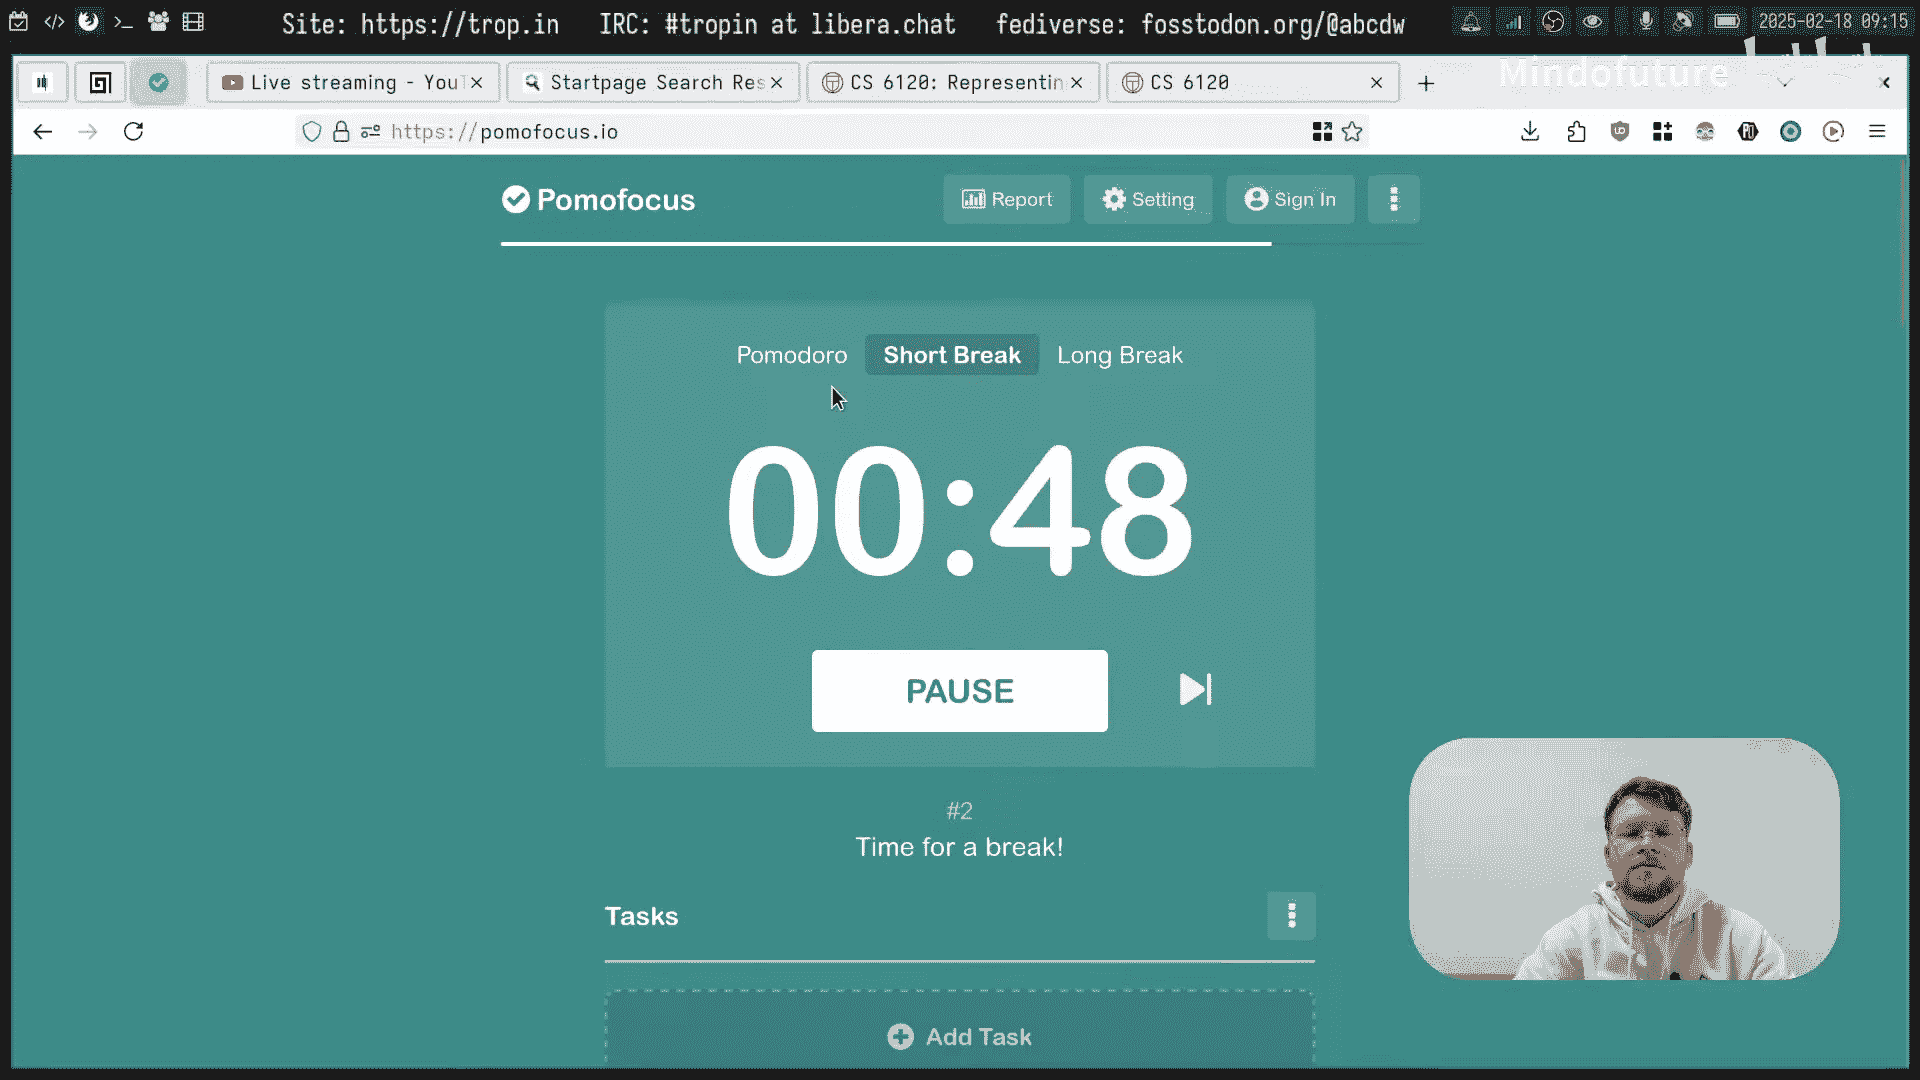 Site: https://trop.in IRC: #tropin at libera.chat fediverse: fosstodon.org/@abcdw
2025-02-18 09:15
Mindofuture
Live streaming - You
Startpage Search Res
CS 6120: Representin
CS 6120
https://pomofocus.io
Pomofocus
Report
Setting
Sign In
Pomodoro
Short Break
Long Break
00:48
PAUSE
#2
Time for a break!
Tasks
Add Task